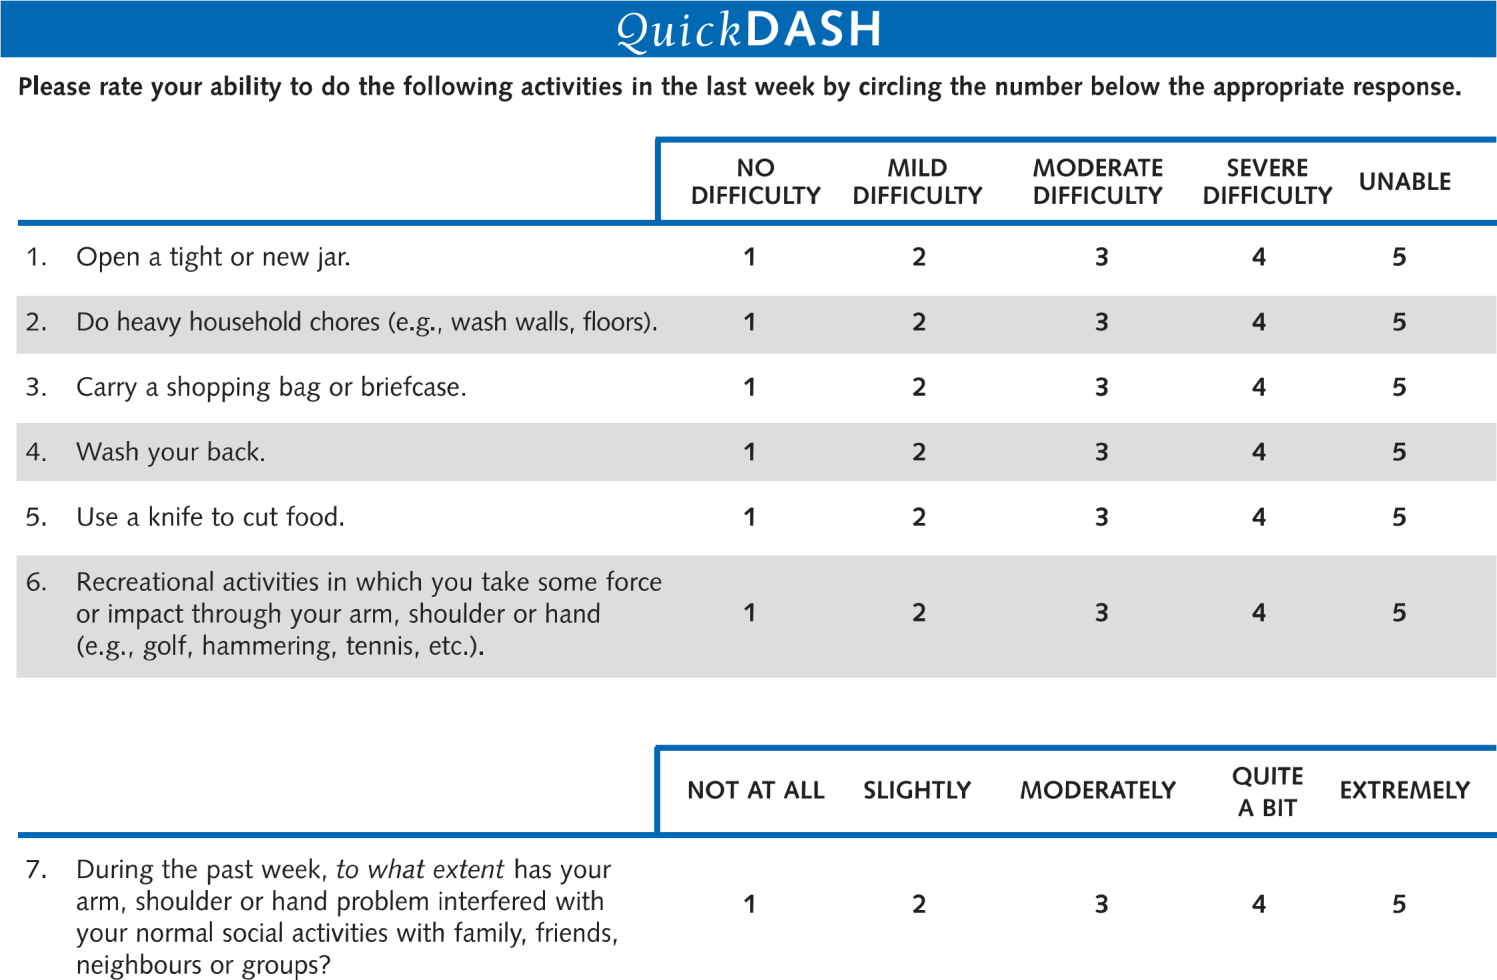 QuickDASH
Please rate your ability to do the following activities in the last week by circling the number below the appropriate response.
NO DIFFICULTY MILD DIFFICULTY MODERATE DIFFICULTY SEVERE DIFFICULTY UNABLE
1. Open a tight or new jar. 1 2 3 4 5
2. Do heavy household chores (e.g., wash walls, floors). 1 2 3 4 5
3. Carry a shopping bag or briefcase. 1 2 3 4 5
4. Wash your back. 1 2 3 4 5
5. Use a knife to cut food. 1 2 3 4 5
6. Recreational activities in which you take some force
or impact through your arm, shoulder or hand 1 2 3 4 5
(e.g., golf, hammering, tennis, etc.).
NOT AT ALL SLIGHTLY MODERATELY QUITE A BIT EXTREMELY
7. During the past week, to what extent has your
arm, shoulder or hand problem interfered with 1 2 3 4 5
your normal social activities with family, friends,
neighbours or groups?